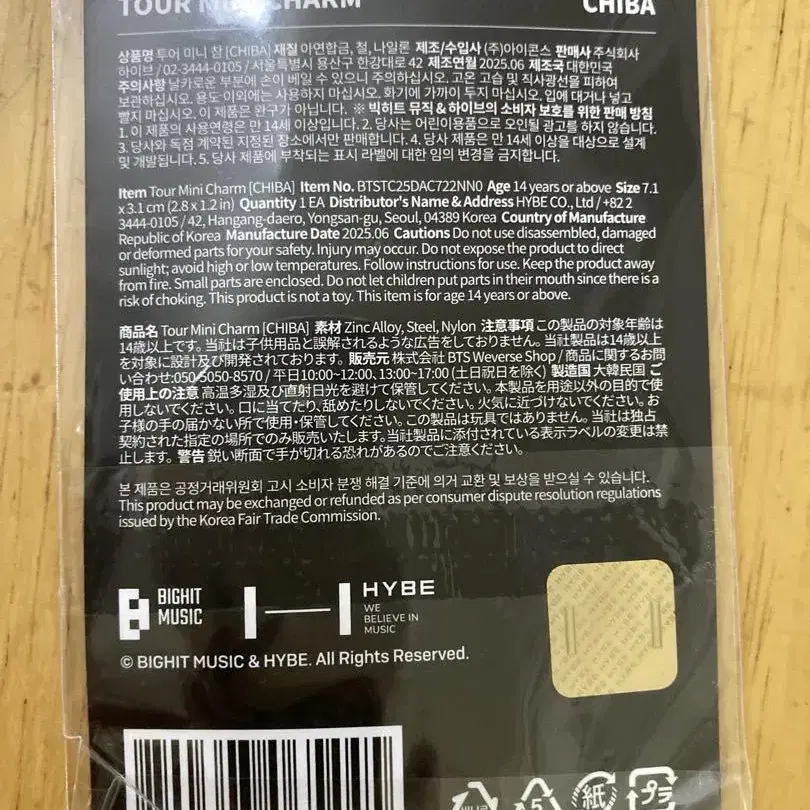 TOUR MINI CHARM CHIBA
상품명 투어 미니 참 [CHIBA] 재질 아연합금, 철, 나일론 제조/수입사 (주)아이콘스 판매사 주식회사
하이브 / 02-3444-0105 / 서울특별시 용산구 한강대로 42 제조연월 2025.06 제조국 대한민국
주의사항 날카로운 부분에 손이 베일 수 있으니 주의하십시오. 고온 고습 및 직사광선을 피하여
보관하십시오. 용도 이외에는 사용하지 마십시오. 화기에 가까이 두지 마십시오. 입에 대거나 넣고
빨지 마십시오. 이 제품은 완구가 아닙니다. ※ 빅히트 뮤직 & 하이브의 소비자 보호를 위한 판매 방침
1. 이 제품의 사용연령은 만 14세 이상입니다. 2. 당사는 어린이용품으로 오인될 광고를 하지 않습니다.
3. 당사와 독점 계약된 지정된 장소에서만 판매합니다. 4. 당사 제품은 만 14세 이상을 대상으로 설계
및 개발됩니다. 5. 당사 제품에 부착되는 표시 라벨에 대한 임의 변경을 금지합니다.
Item Tour Mini Charm [CHIBA] Item No. BTSTC25DAC722NN0 Age 14 years or above Size 7.1
x 3.1 cm (2.8 x 1.2 in) Quantity 1 EA Distributor's Name & Address HYBE CO., Ltd / +82 2
3444-0105 / 42, Hangang-daero, Yongsan-gu, Seoul, 04389 Korea Country of Manufacture
Republic of Korea Manufacture Date 2025.06 Cautions Do not use disassembled, damaged
or deformed parts for your safety. Injury may occur. Do not expose the product to direct
sunlight; avoid high or low temperatures. Follow instructions for use. Keep the product away
from fire. Small parts are enclosed. Do not let children put parts in their mouth since there is a
risk of choking. This product is not a toy. This item is for age 14 years or above.
商品名 Tour Mini Charm [CHIBA] 素材 Zinc Alloy, Steel, Nylon 注意事項 この製品の対象年齢は
14歳以上です。当社は子供用品と誤解されるような広告をしておりません。当社製品は14歳以上
を対象に設計及び開発されております。 販売元 株式会社 BTS Weverse Shop / 商品に関するお問
い合わせ:050-5050-8570 / 平日10:00~12:00、13:00~17:00 (土日祝日を除く) 製造国 大韓民国 ご
使用上の注意 高温多湿及び直射日光を避けて保管してください。本製品を用途以外の目的で使
用しないでください。口に当てたり、舐めたりしないでください。火気に近づけないでください。お
子様の手の届かない所で使用・保管してください。この製品は玩具ではありません。当社は独占
契約された指定の場所でのみ販売いたします。当社製品に添付されている表示ラベルの変更は禁
止します。 警告 鋭い断面で手が切れる恐れがあるのでご注意ください。
본 제품은 공정거래위원회 고시 소비자 분쟁 해결 기준에 의거 교환 및 보상을 받으실 수 있습니다.
This product may be exchanged or refunded as per consumer dispute resolution regulations
issued by the Korea Fair Trade Commission.
BIGHIT
MUSIC
HYBE
WE
BELIEVE IN
MUSIC
© BIGHIT MUSIC & HYBE. All Rights Reserved.
5
紙
プラ